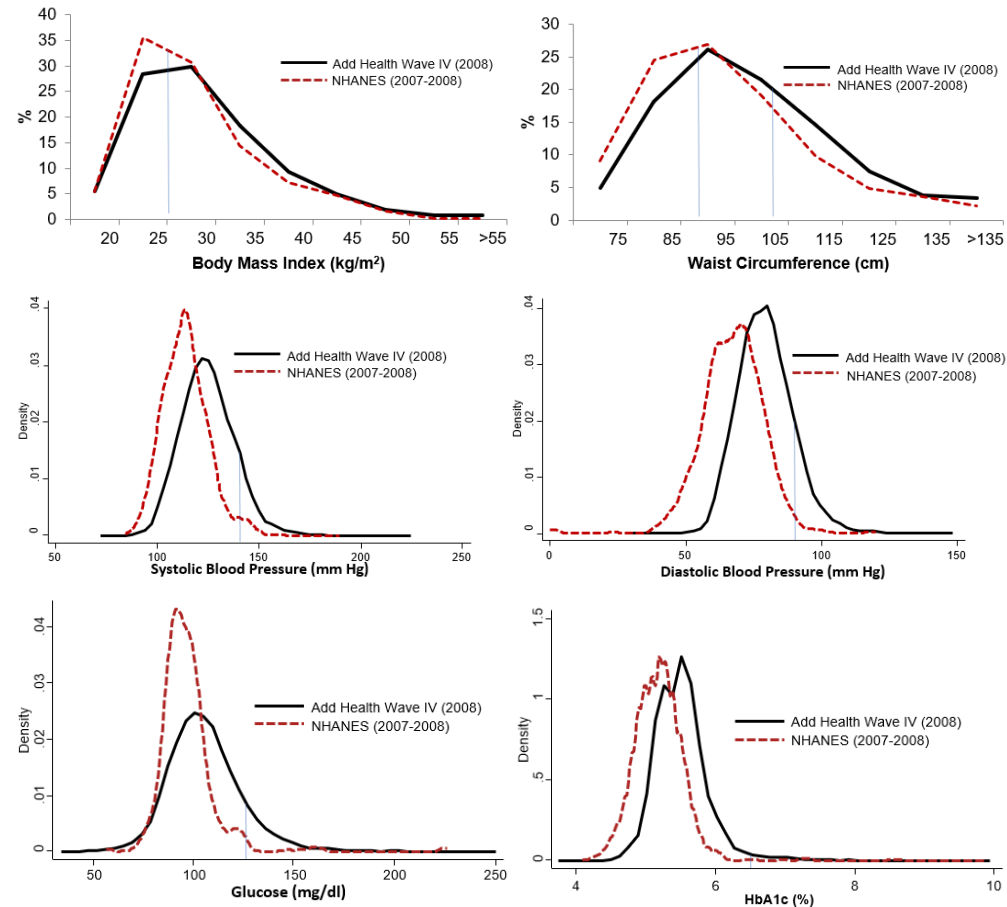 40
35
30
25
20
15
10
5
0
%
Add Health Wave IV (2008)
NHANES (2007-2008)
20 25 30 35 40 45 50 55 >55
Body Mass Index (kg/m²)
30
25
20
15
10
5
0
%
Add Health Wave IV (2008)
NHANES (2007-2008)
75 85 95 105 115 125 135 >135
Waist Circumference (cm)
.04
.03
.02
.01
0
Density
Add Health Wave IV (2008)
NHANES (2007-2008)
50 100 150 200 250
Systolic Blood Pressure (mm Hg)
.04
.03
.02
.01
0
Density
Add Health Wave IV (2008)
NHANES (2007-2008)
0 50 100 150
Diastolic Blood Pressure (mm Hg)
.04
.03
.02
.01
0
Density
Add Health Wave IV (2008)
NHANES (2007-2008)
50 100 150 200 250
Glucose (mg/dl)
1.5
1
.5
0
Density
Add Health Wave IV (2008)
NHANES (2007-2008)
4 6 8 10
HbA1c (%)